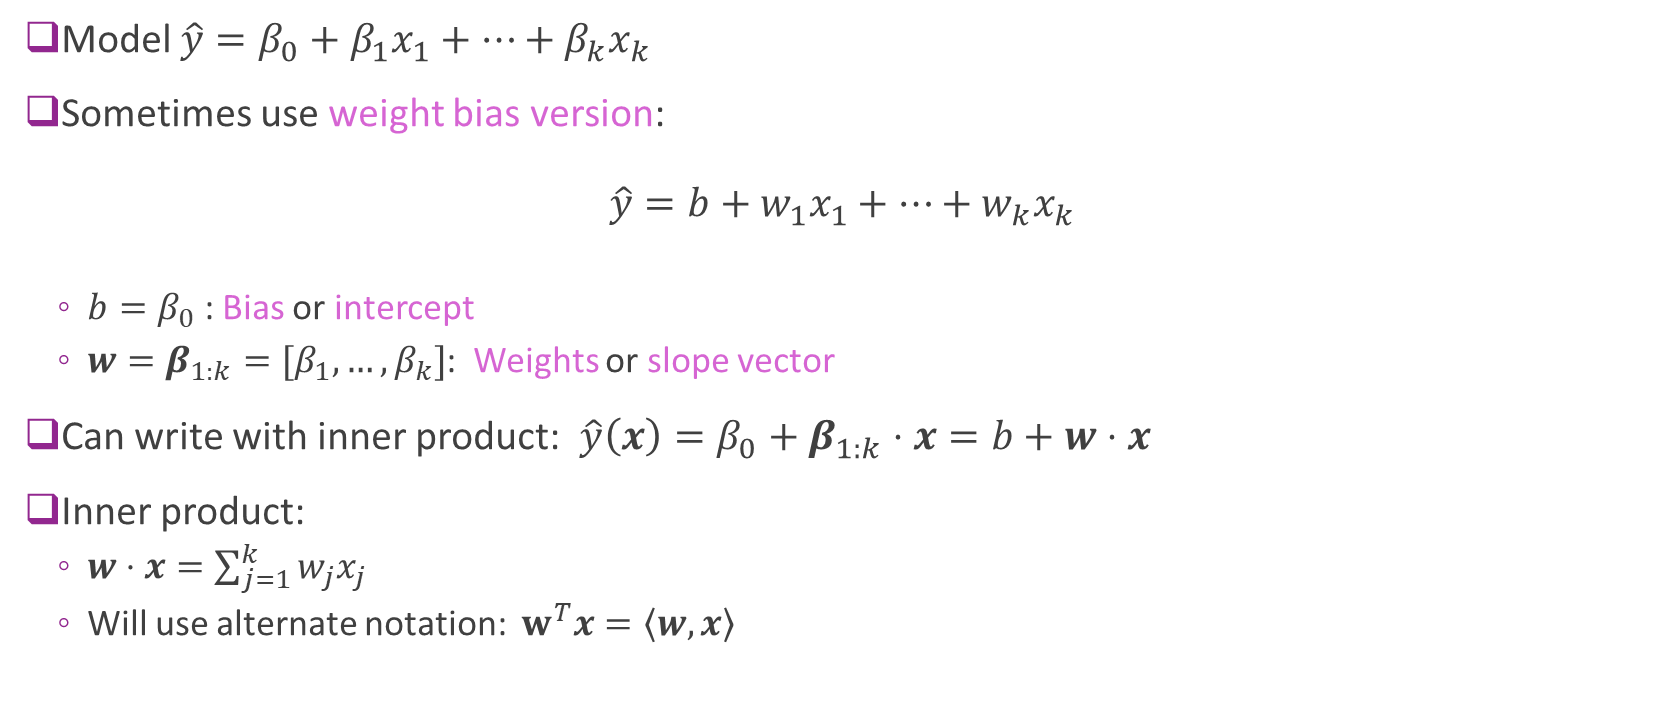 ❑Model ŷ = β₀ + β₁x₁ + ⋯ + βₖxₖ
❑Sometimes use weight bias version:
ŷ = b + w₁x₁ + ⋯ + wₖxₖ
◦ b = β₀ : Bias or intercept
◦ w = β₁:ₖ = [β₁, … , βₖ]: Weights or slope vector
❑Can write with inner product: ŷ(x) = β₀ + β₁:ₖ · x = b + w · x
❑Inner product:
◦ w · x = ∑ⱼ₌₁ᵏ wⱼxⱼ
◦ Will use alternate notation: wᵀx = ⟨w, x⟩